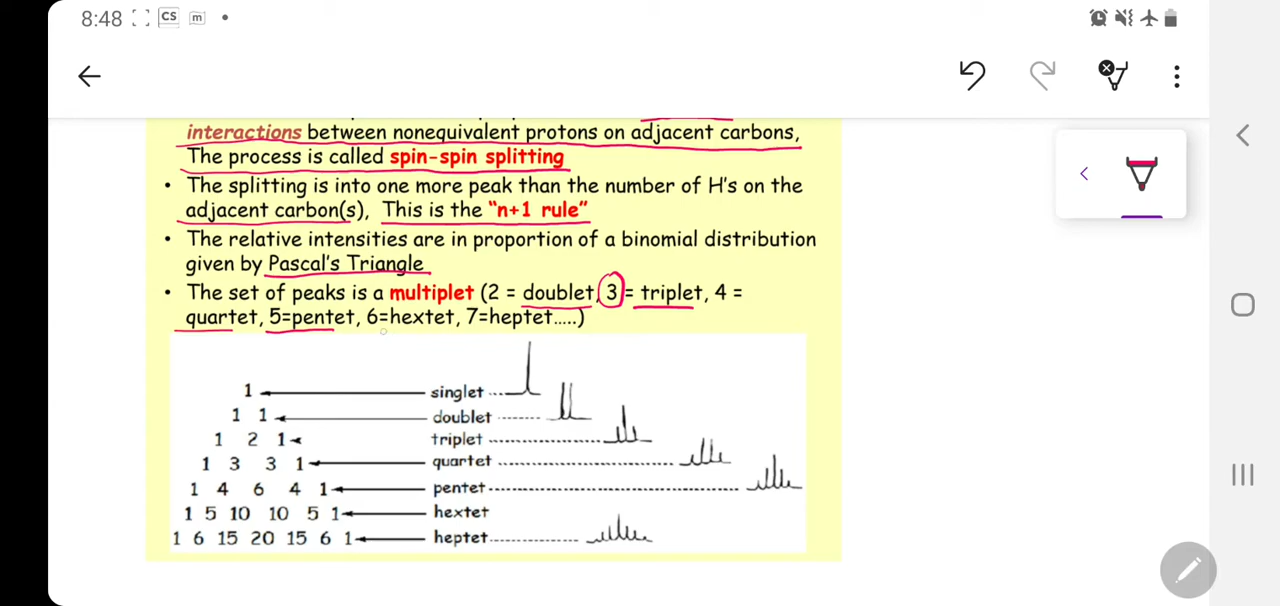 8:48 CS m
interactions between nonequivalent protons on adjacent carbons,
The process is called spin-spin splitting
• The splitting is into one more peak than the number of H's on the
adjacent carbon(s), This is the "n+1 rule"
• The relative intensities are in proportion of a binomial distribution
given by Pascal's Triangle
• The set of peaks is a multiplet (2 = doublet, 3 = triplet, 4 =
quartet, 5=pentet, 6=hextet, 7=heptet.....)
1 singlet
1 1 doublet
1 2 1 triplet
1 3 3 1 quartet
1 4 6 4 1 pentet
1 5 10 10 5 1 hextet
1 6 15 20 15 6 1 heptet